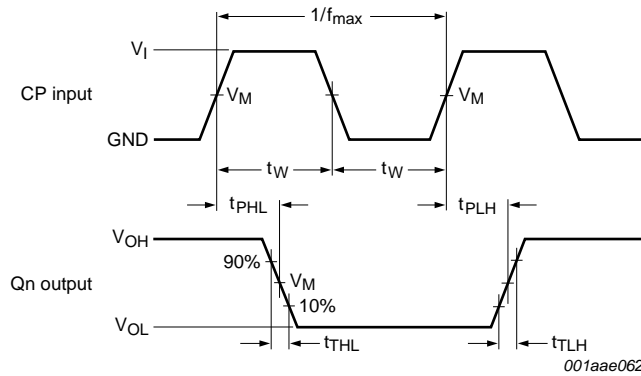 1/fmax
VI
CP input
VM
VM
GND
tW
tW
tPHL
tPLH
VOH
90%
VM
Qn output
10%
VOL
tTHL
tTLH
001aae062